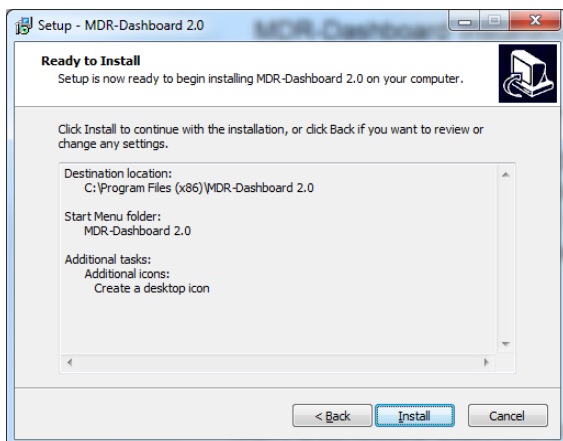 Setup - MDR-Dashboard 2.0
MDR-Dashboard
Ready to Install
Setup is now ready to begin installing MDR-Dashboard 2.0 on your computer.
Click Install to continue with the installation, or click Back if you want to review or
change any settings.
Destination location:
C:\Program Files (x86)\MDR-Dashboard 2.0
Start Menu folder:
MDR-Dashboard 2.0
Additional tasks:
Additional icons:
Create a desktop icon
< Back
Install
Cancel